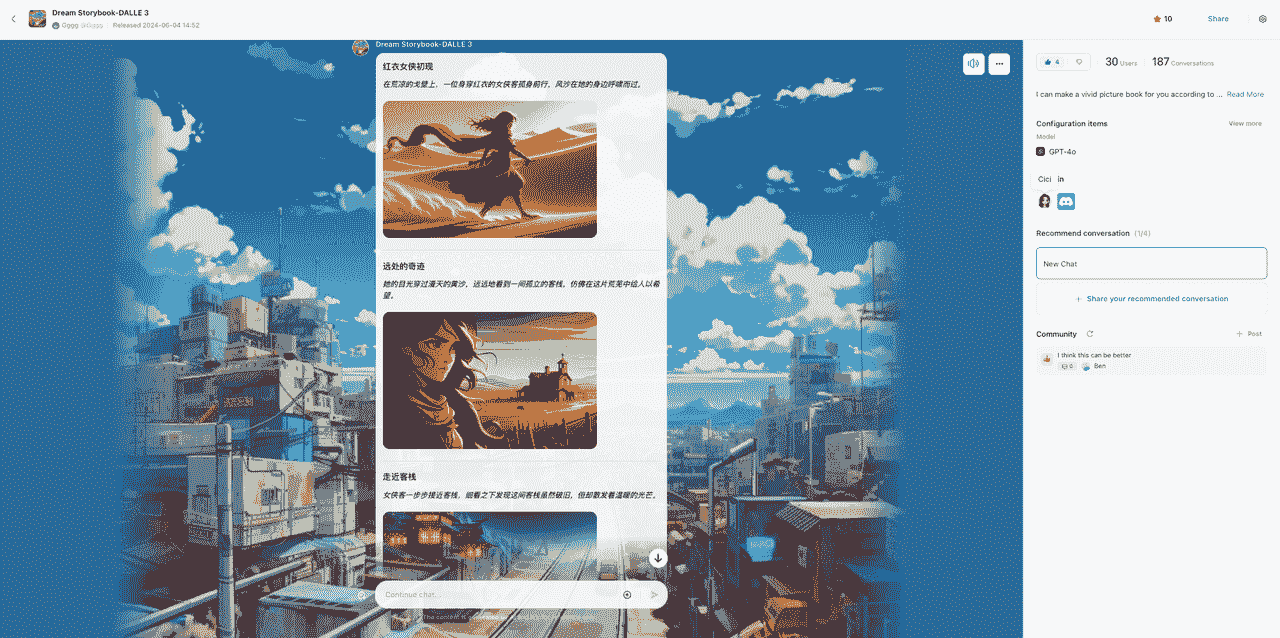 Dream Storybook-DALLE 3
Gggg @Gggg Released 2024-06-04 14:52
10
Share
Dream Storybook-DALLE 3
红衣女侠初现
在荒凉的戈壁上，一位身穿红衣的女侠客孤身前行，风沙在她的身边呼啸而过。
远处的奇迹
她的目光穿过漫天的黄沙，远远地看到一间孤立的客栈，仿佛在这片荒芜中给人以希
望。
走近客栈
女侠客一步步接近客栈，细看之下发现这间客栈虽然破旧，但却散发着温暖的光芒。
Continue chat...
4
30 Users
187 Conversations
I can make a vivid picture book for you according to ... Read More
Configuration items
View more
Model
GPT-4o
Cici in
Recommend conversation (1/4)
New Chat
+ Share your recommended conversation
Community
+ Post
I think this can be better
6 Ben